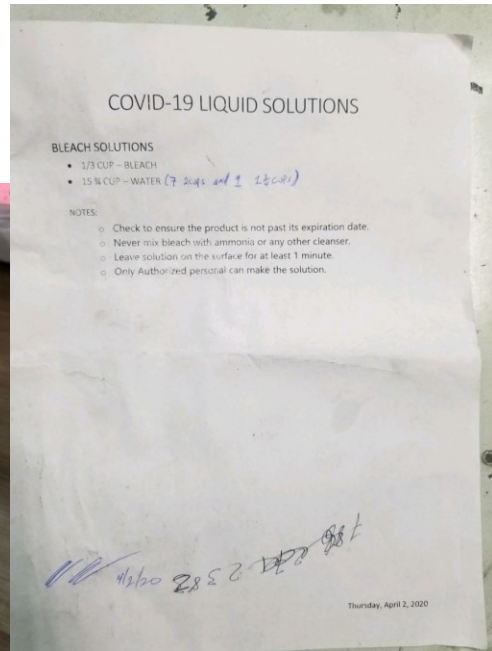 COVID-19 LIQUID SOLUTIONS
BLEACH SOLUTIONS
• 1/3 CUP – BLEACH
• 15 ¾ CUP – WATER (7 2cups and 1
NOTES:
o Check to ensure the product is not past its expiration date.
o Never mix bleach with ammonia or any other cleanser.
o Leave solution on the surface for at least 1 minute.
o Only Authorized personal can make the solution.
4/2/20
Thursday, April 2, 2020